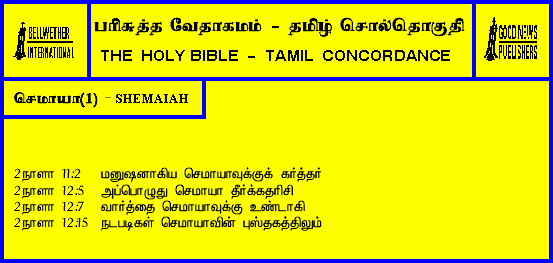 BELLWETHER
INTERNATIONAL
பரிசுத்த வேதாகமம் - தமிழ் சொல்தொகுதி
THE HOLY BIBLE - TAMIL CONCORDANCE
GOOD NEWS
PUBLISHERS
செமாயா(1) - SHEMAIAH
2நாளா 11:2 மனுஷனாகிய செமாயாவுக்குக் கர்த்தர்
2நாளா 12:5 அப்பொழுது செமாயா தீர்க்கதரிசி
2நாளா 12:7 வார்த்தை செமாயாவுக்கு உண்டாகி
2நாளா 12:15 நடபடிகள் செமாயாவின் புஸ்தகத்திலும்